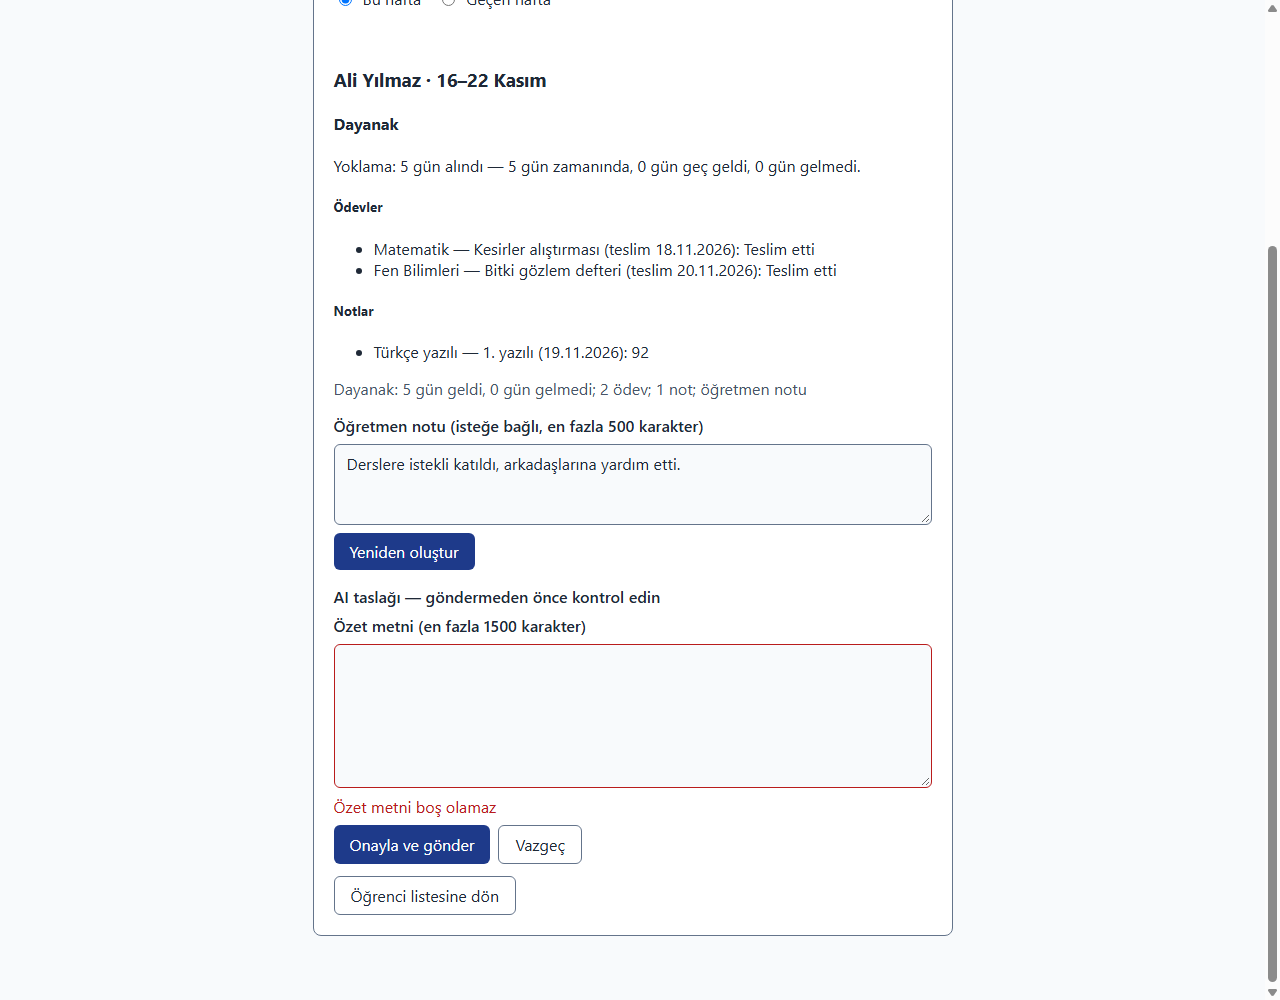 Bu hafta Geçen hafta
Ali Yılmaz · 16–22 Kasım
Dayanak
Yoklama: 5 gün alındı — 5 gün zamanında, 0 gün geç geldi, 0 gün gelmedi.
Ödevler
Matematik — Kesirler alıştırması (teslim 18.11.2026): Teslim etti
Fen Bilimleri — Bitki gözlem defteri (teslim 20.11.2026): Teslim etti
Notlar
Türkçe yazılı — 1. yazılı (19.11.2026): 92
Dayanak: 5 gün geldi, 0 gün gelmedi; 2 ödev; 1 not; öğretmen notu
Öğretmen notu (isteğe bağlı, en fazla 500 karakter)
Derslere istekli katıldı, arkadaşlarına yardım etti.
Yeniden oluştur
AI taslağı — göndermeden önce kontrol edin
Özet metni (en fazla 1500 karakter)
Özet metni boş olamaz
Onayla ve gönder Vazgeç
Öğrenci listesine dön